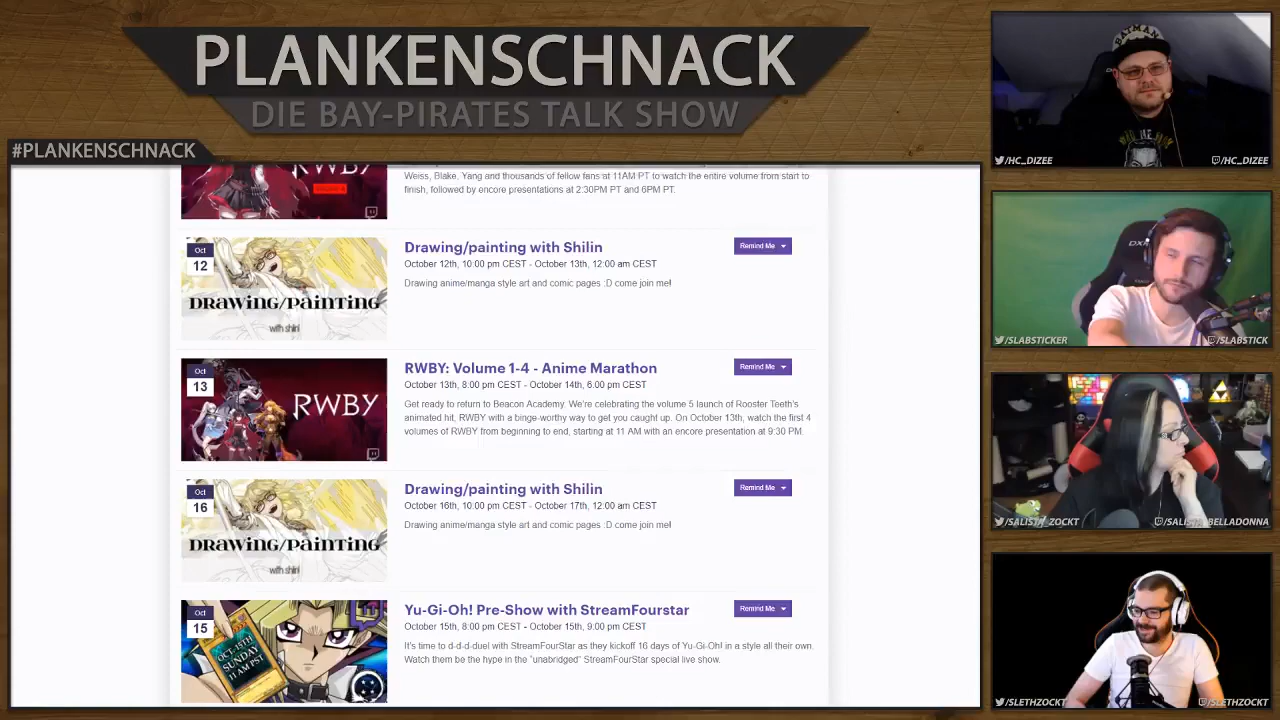 PLANKENSCHNACK
DIE BAY-PIRATES TALK SHOW
#PLANKENSCHNACK
RWBY
Weiss, Blake, Yang and thousands of fellow fans at 11AM PT to watch the entire volume from start to
finish, followed by encore presentations at 2:30PM PT and 6PM PT.
Oct
12
DRAWING/PAINTING
with shilin
Drawing/painting with Shilin
October 12th, 10:00 pm CEST - October 13th, 12:00 am CEST
Drawing anime/manga style art and comic pages :D come join me!
Remind Me
Oct
13
RWBY
RWBY: Volume 1-4 - Anime Marathon
October 13th, 8:00 pm CEST - October 14th, 6:00 pm CEST
Get ready to return to Beacon Academy. We're celebrating the volume 5 launch of Rooster Teeth's
animated hit, RWBY with a binge-worthy way to get you caught up. On October 13th, watch the first 4
volumes of RWBY from beginning to end, starting at 11 AM with an encore presentation at 9:30 PM.
Remind Me
Oct
16
DRAWING/PAINTING
with shilin
Drawing/painting with Shilin
October 16th, 10:00 pm CEST - October 17th, 12:00 am CEST
Drawing anime/manga style art and comic pages :D come join me!
Remind Me
Oct
15
OCT-15TH
SUNDAY
11 AM PST
Yu-Gi-Oh! Pre-Show with StreamFourstar
October 15th, 8:00 pm CEST - October 15th, 9:00 pm CEST
It's time to d-d-d-duel with StreamFourStar as they kickoff 16 days of Yu-Gi-Oh! in a style all their own.
Watch them be the hype in the "unabridged" StreamFourStar special live show.
Remind Me
BATMAN
/HC_DIZEE
/HC_DIZEE
/SLABSTICKER
/SLABSTICK
/SALISTA_ZOCKT
/SALISTA_BELLADONNA
/SLETHZOCKT
/SLETHZOCKT